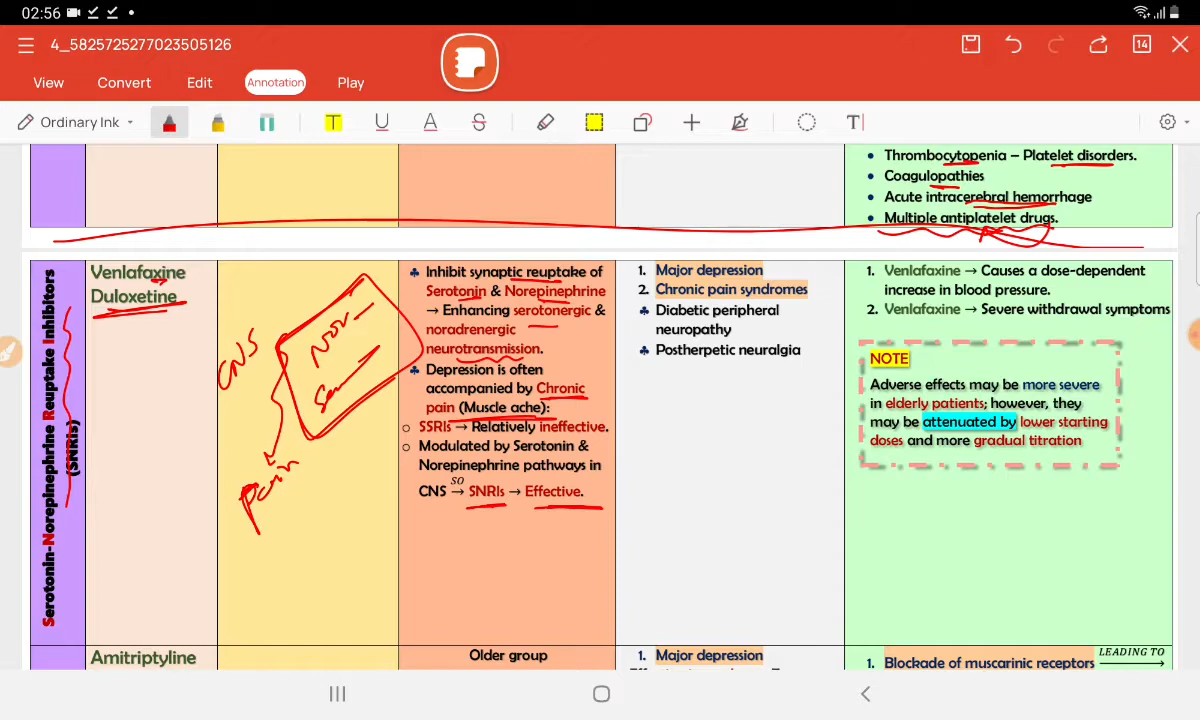 02:56
4_5825725277023505126
14
View Convert Edit Annotation Play
Ordinary Ink
• Thrombocytopenia – Platelet disorders.
• Coagulopathies
• Acute intracerebral hemorrhage
• Multiple antiplatelet drugs.
Serotonin-Norepinephrine Reuptake Inhibitors
(SNRIs)
Venlafaxine
Duloxetine
CNS
Nor
Ser
Pain
♣ Inhibit synaptic reuptake of
Serotonin & Norepinephrine
→ Enhancing serotonergic &
noradrenergic
neurotransmission.
♣ Depression is often
accompanied by Chronic
pain (Muscle ache):
o SSRIs → Relatively ineffective.
o Modulated by Serotonin &
Norepinephrine pathways in
SO
CNS → SNRIs → Effective.
1. Major depression
2. Chronic pain syndromes
♣ Diabetic peripheral
neuropathy
♣ Postherpetic neuralgia
1. Venlafaxine → Causes a dose-dependent
increase in blood pressure.
2. Venlafaxine → Severe withdrawal symptoms
NOTE
Adverse effects may be more severe
in elderly patients; however, they
may be attenuated by lower starting
doses and more gradual titration
Amitriptyline
Older group
1. Major depression
1. Blockade of muscarinic receptors
LEADING TO